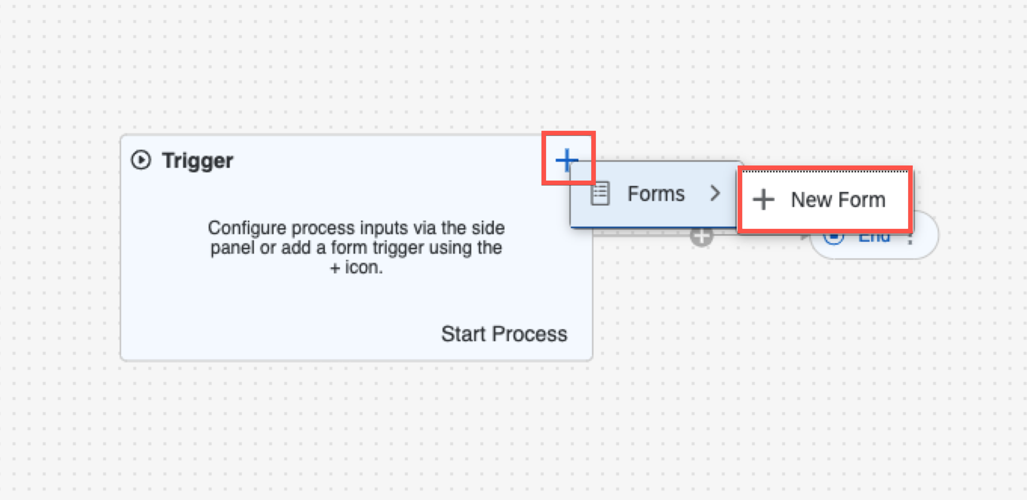 Trigger
Forms
New Form
Configure process inputs via the side
panel or add a form trigger using the
+ icon.
End
Start Process